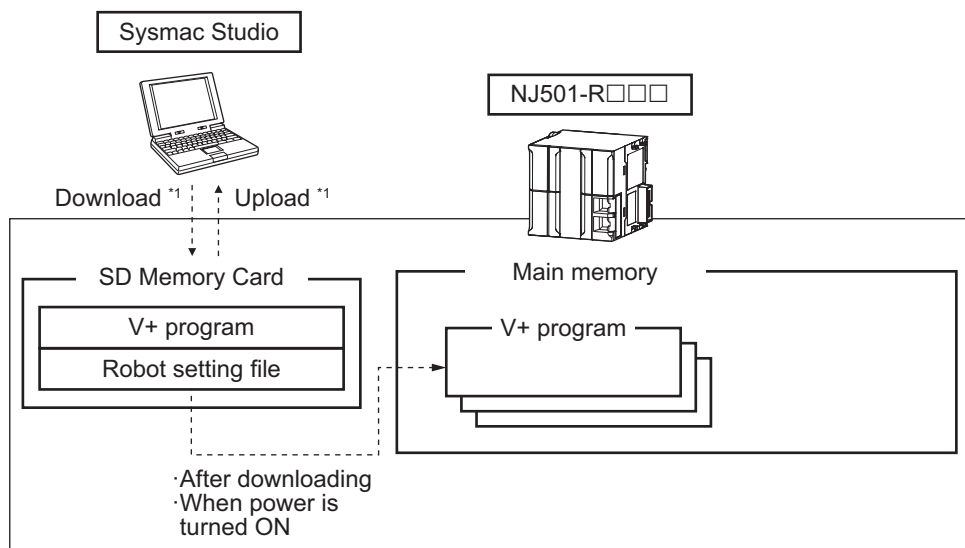 Sysmac Studio
NJ501-R□□□
Download *1
Upload *1
SD Memory Card
V+ program
Robot setting file
Main memory
V+ program
·After downloading
·When power is
turned ON